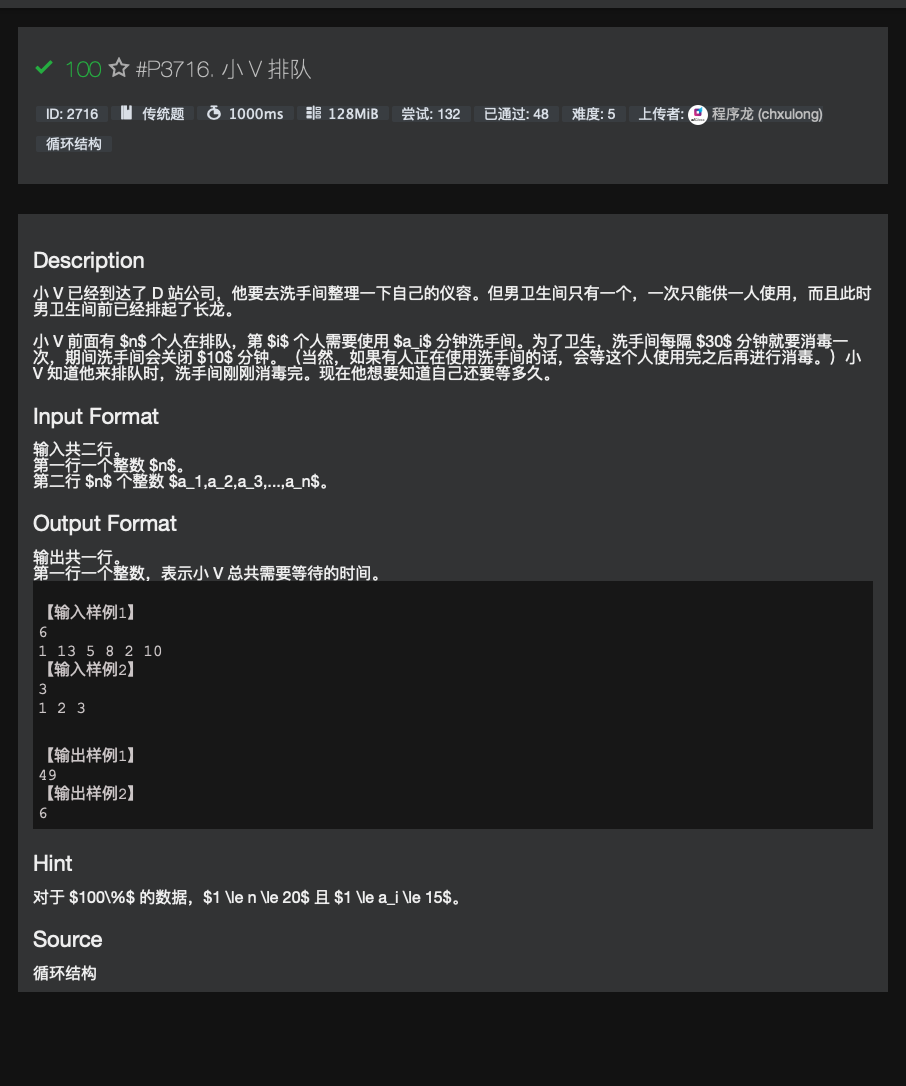 100 #P3716. 小 V 排队
ID: 2716 传统题 1000ms 128MiB 尝试: 132 已通过: 48 难度: 5 上传者: 程序龙 (chxulong)
循环结构
Description
小 V 已经到达了 D 站公司，他要去洗手间整理一下自己的仪容。但男卫生间只有一个，一次只能供一人使用，而且此时
男卫生间前已经排起了长龙。
小 V 前面有 $n$ 个人在排队，第 $i$ 个人需要使用 $a_i$ 分钟洗手间。为了卫生，洗手间每隔 $30$ 分钟就要消毒一
次，期间洗手间会关闭 $10$ 分钟。（当然，如果有人正在使用洗手间的话，会等这个人使用完之后再进行消毒。）小
V 知道他来排队时，洗手间刚刚消毒完。现在他想要知道自己还要等多久。
Input Format
输入共二行。
第一行一个整数 $n$。
第二行 $n$ 个整数 $a_1,a_2,a_3,...,a_n$。
Output Format
输出共一行。
第一行一个整数，表示小 V 总共需要等待的时间。
【输入样例1】
6
1 13 5 8 2 10
【输入样例2】
3
1 2 3
【输出样例1】
49
【输出样例2】
6
Hint
对于 $100\%$ 的数据，$1 \le n \le 20$ 且 $1 \le a_i \le 15$。
Source
循环结构